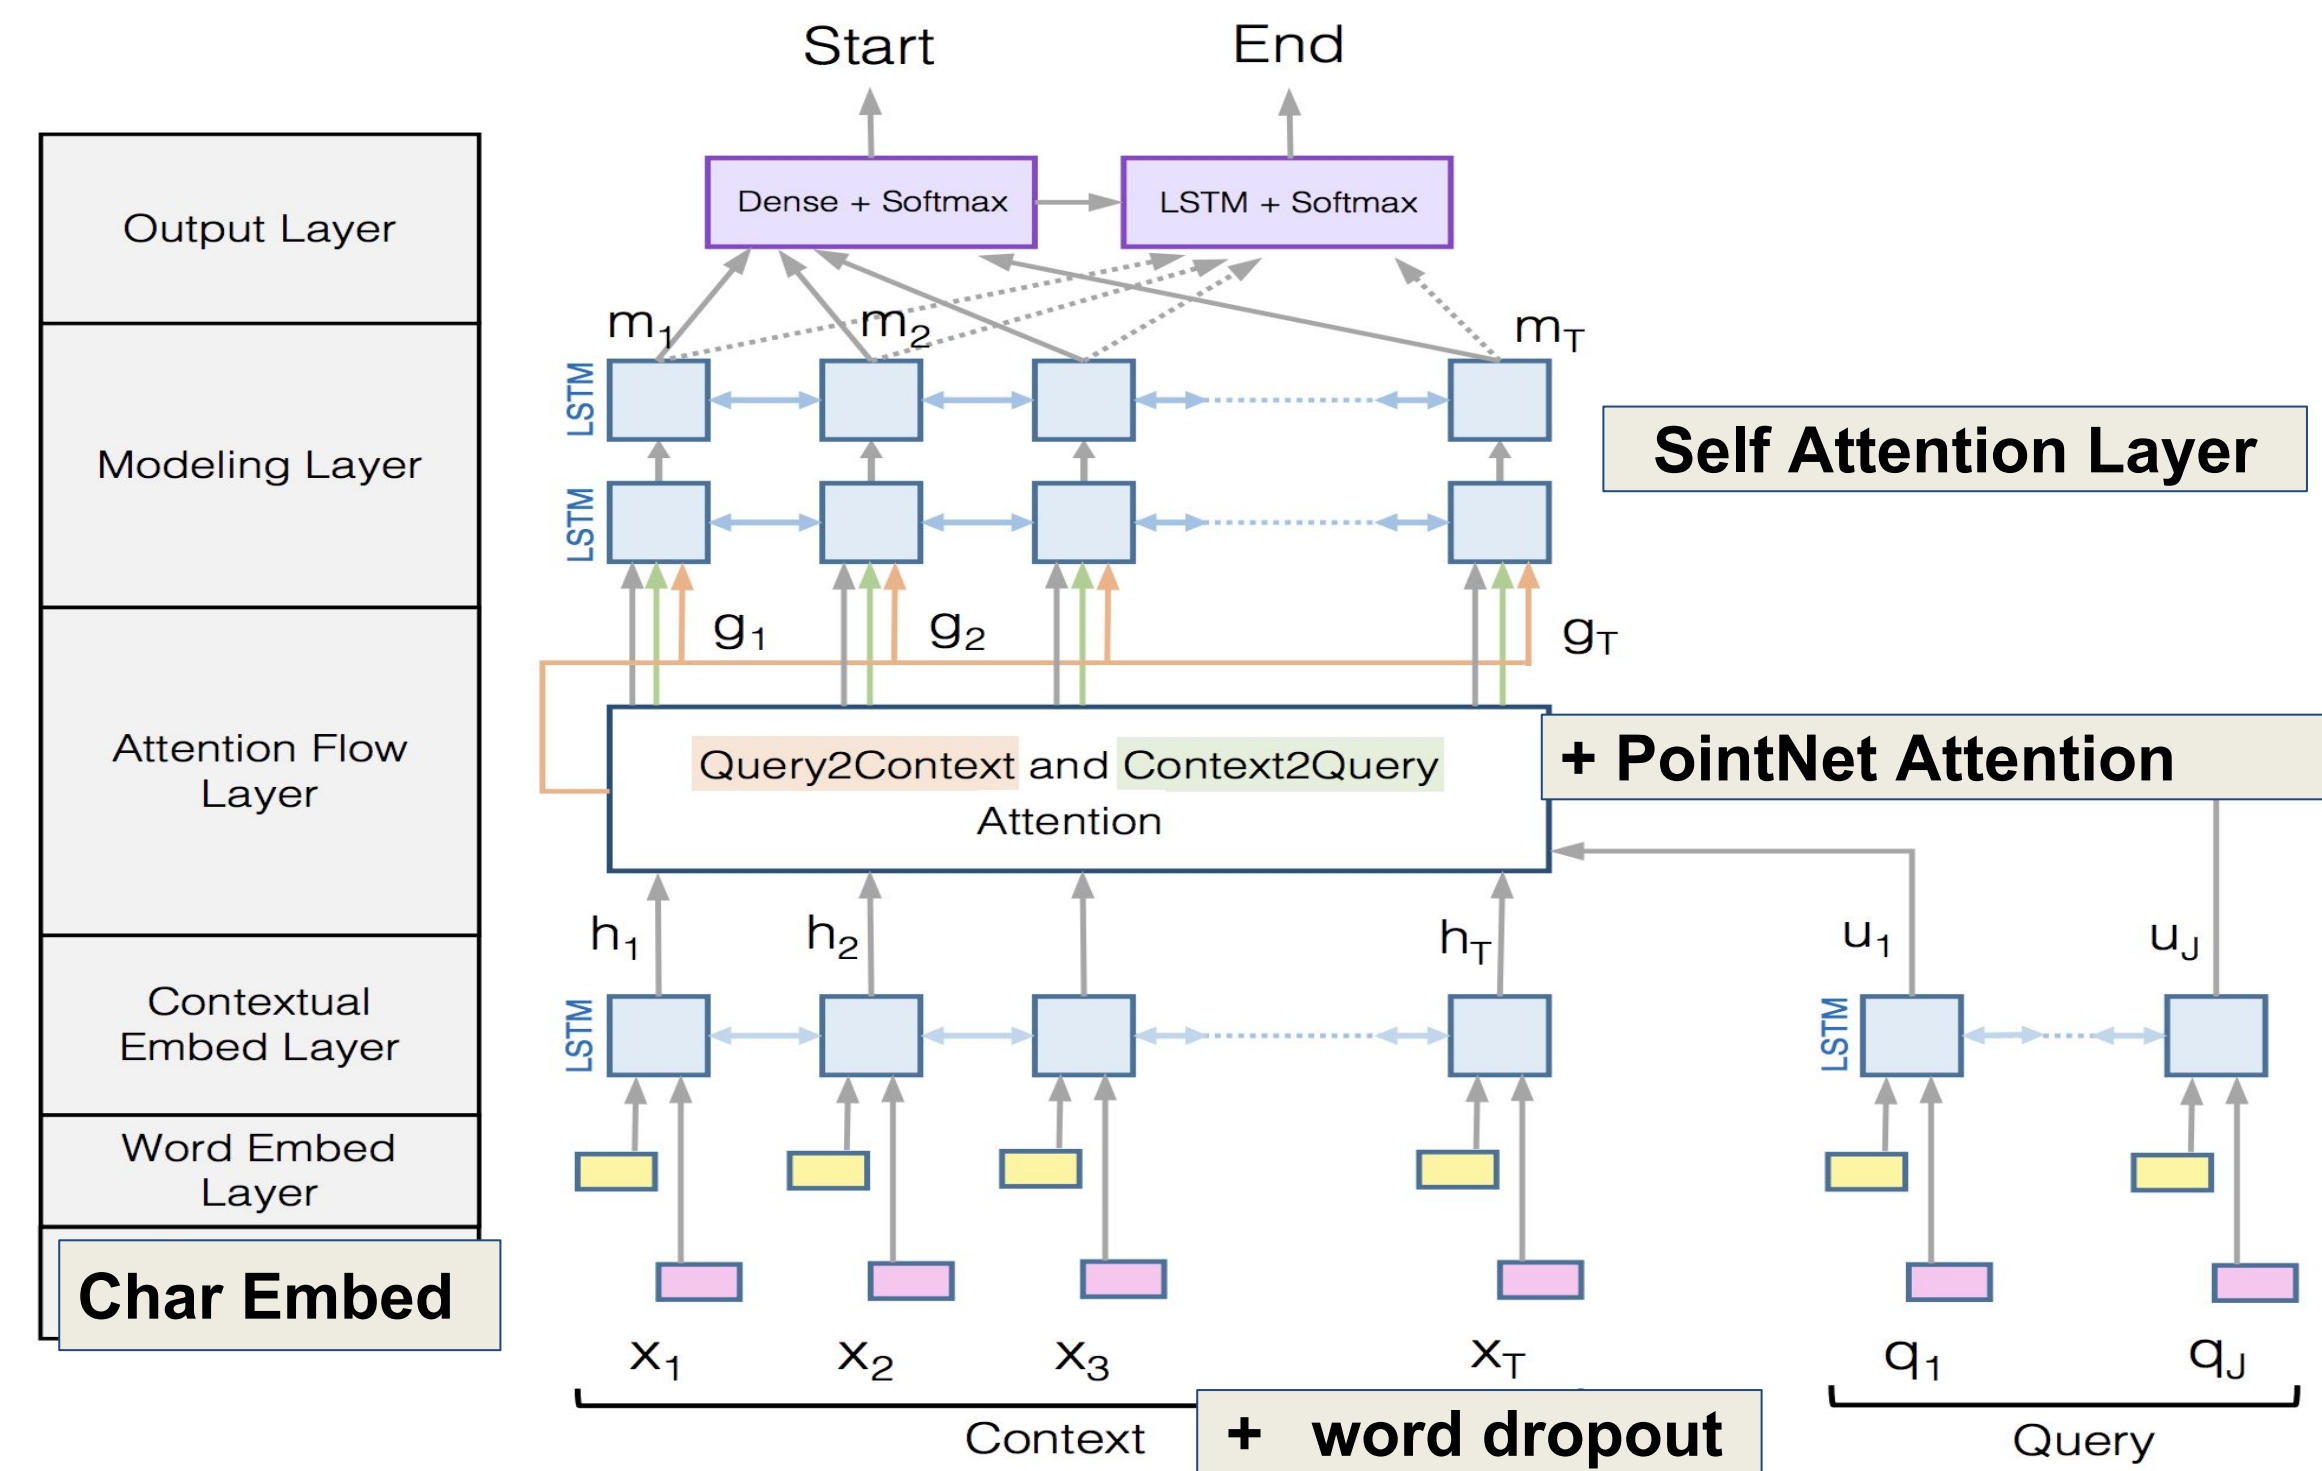 Start
End
Output Layer
Dense + Softmax
LSTM + Softmax
m1
m2
mT
LSTM
Modeling Layer
Self Attention Layer
LSTM
g1
g2
gT
Attention Flow
Layer
Query2Context and Context2Query
Attention
+ PointNet Attention
h1
h2
hT
u1
uJ
Contextual
Embed Layer
LSTM
LSTM
Word Embed
Layer
Char Embed
x1
x2
x3
xT
q1
qJ
Context
+ word dropout
Query